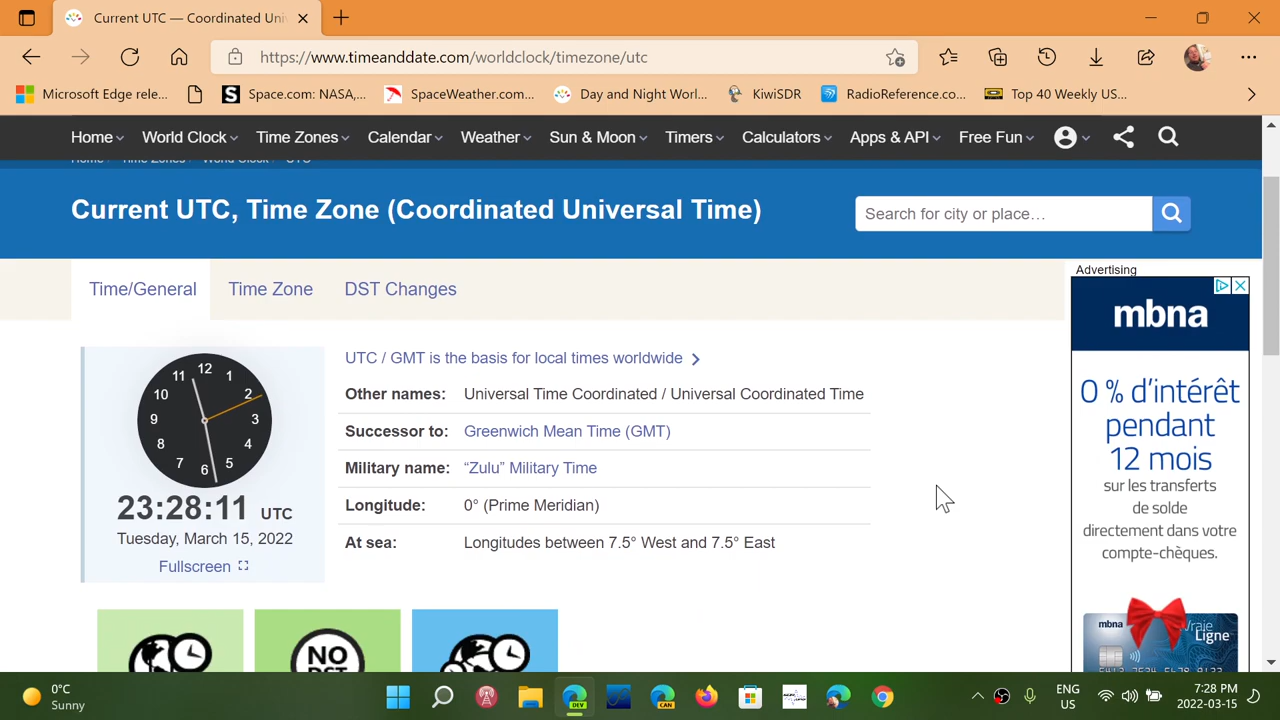 Current UTC — Coordinated Uni
https://www.timeanddate.com/worldclock/timezone/utc
Microsoft Edge rele...
Space.com: NASA,...
SpaceWeather.com...
Day and Night Worl...
KiwiSDR
RadioReference.co...
Top 40 Weekly US...
Home
World Clock
Time Zones
Calendar
Weather
Sun & Moon
Timers
Calculators
Apps & API
Free Fun
Home
Time Zones
World Clock
UTC
Current UTC, Time Zone (Coordinated Universal Time)
Search for city or place…
Time/General
Time Zone
DST Changes
12
1
2
3
4
5
6
7
8
9
10
11
23:28:11 UTC
Tuesday, March 15, 2022
Fullscreen
UTC / GMT is the basis for local times worldwide
Other names: Universal Time Coordinated / Universal Coordinated Time
Successor to: Greenwich Mean Time (GMT)
Military name: “Zulu” Military Time
Longitude: 0° (Prime Meridian)
At sea: Longitudes between 7.5° West and 7.5° East
NO
Advertising
mbna
0 % d’intérêt
pendant
12 mois
sur les transferts
de solde
directement dans votre
compte-chèques.
mbna
Vraie
Ligne
0°C
Sunny
DEV
CAN
ENG
US
7:28 PM
2022-03-15